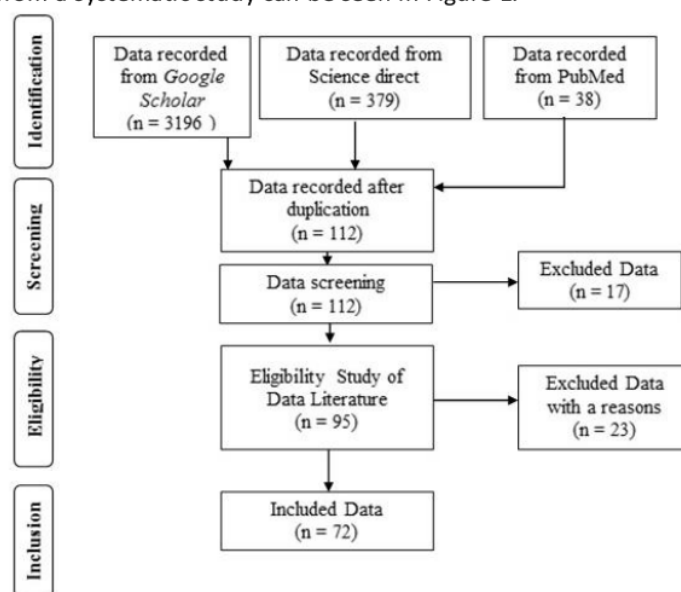 from a systematic study can be seen in Figure 1.
Identification
Data recorded
from Google
Scholar
(n = 3196 )
Data recorded from
Science direct
(n = 379)
Data recorded
from PubMed
(n = 38)
Screening
Data recorded after
duplication
(n = 112)
Data screening
(n = 112)
Excluded Data
(n = 17)
Eligibility
Eligibility Study of
Data Literature
(n = 95)
Excluded Data
with a reasons
(n = 23)
Inclusion
Included Data
(n = 72)